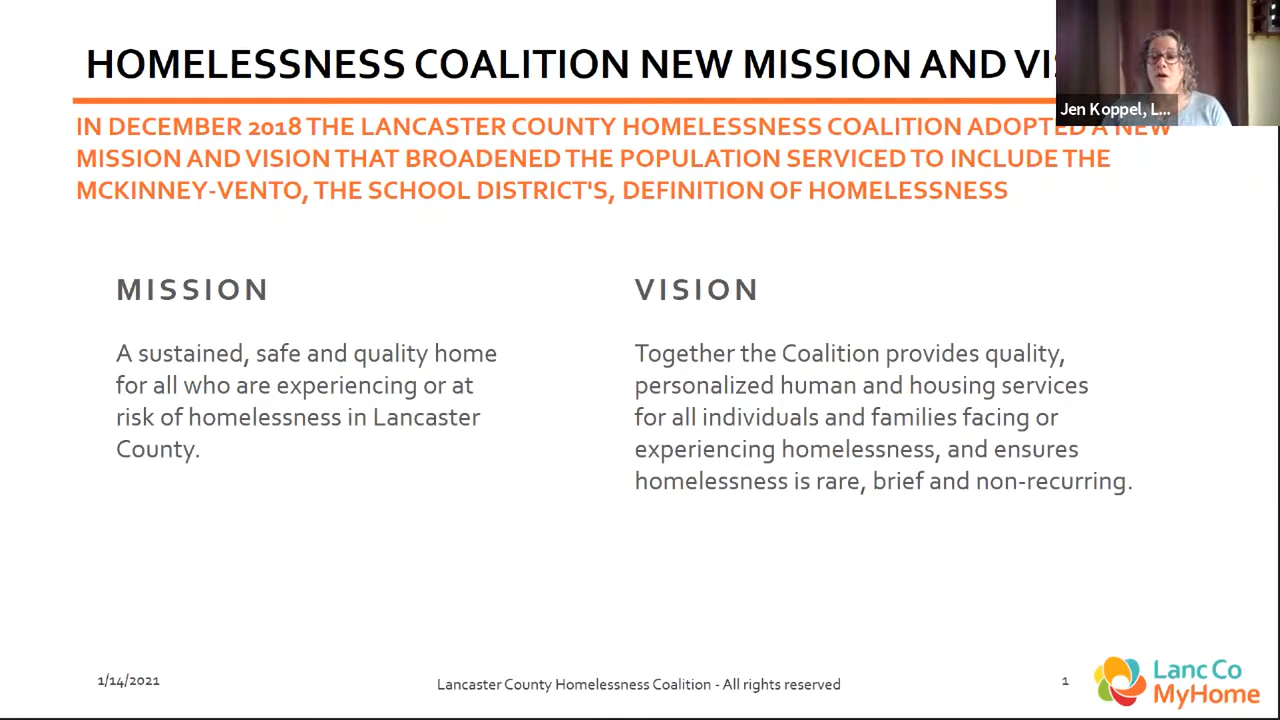 HOMELESSNESS COALITION NEW MISSION AND
Jen Koppel, L...
IN DECEMBER 2018 THE LANCASTER COUNTY HOMELESSNESS COALITION ADOPTED A NEW
MISSION AND VISION THAT BROADENED THE POPULATION SERVICED TO INCLUDE THE
MCKINNEY-VENTO, THE SCHOOL DISTRICT'S, DEFINITION OF HOMELESSNESS
MISSION
A sustained, safe and quality home
for all who are experiencing or at
risk of homelessness in Lancaster
County.
VISION
Together the Coalition provides quality,
personalized human and housing services
for all individuals and families facing or
experiencing homelessness, and ensures
homelessness is rare, brief and non-recurring.
1/14/2021
Lancaster County Homelessness Coalition - All rights reserved
1
Lanc Co
MyHome